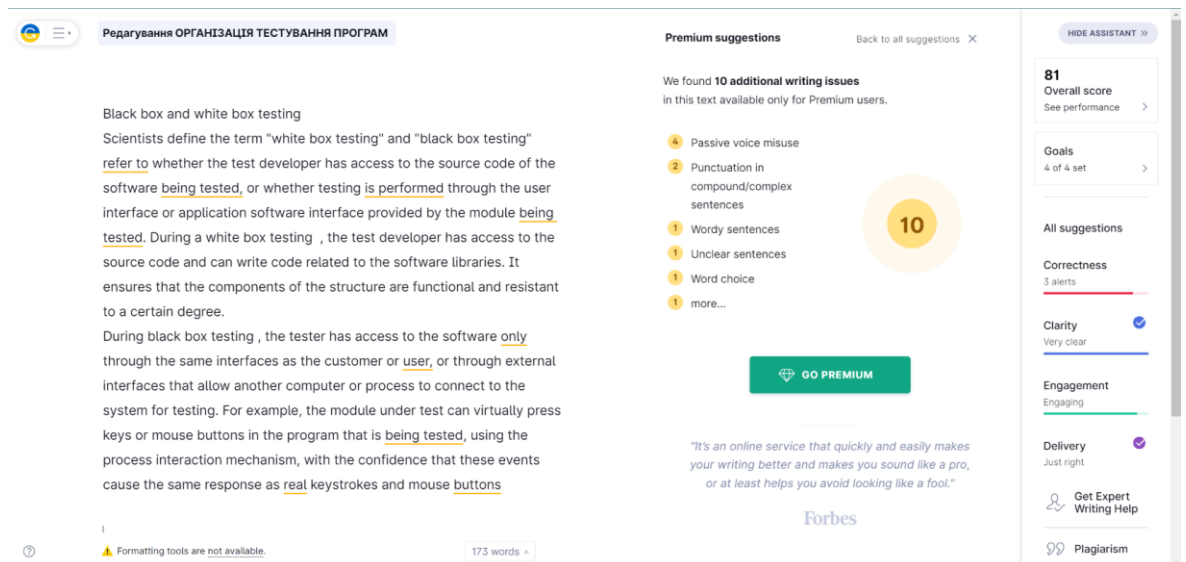 Редагування ОРГАНІЗАЦІЯ ТЕСТУВАННЯ ПРОГРАМ
Black box and white box testing
Scientists define the term "white box testing" and "black box testing"
refer to whether the test developer has access to the source code of the
software being tested, or whether testing is performed through the user
interface or application software interface provided by the module being
tested. During a white box testing , the test developer has access to the
source code and can write code related to the software libraries. It
ensures that the components of the structure are functional and resistant
to a certain degree.
During black box testing , the tester has access to the software only
through the same interfaces as the customer or user, or through external
interfaces that allow another computer or process to connect to the
system for testing. For example, the module under test can virtually press
keys or mouse buttons in the program that is being tested, using the
process interaction mechanism, with the confidence that these events
cause the same response as real keystrokes and mouse buttons
Formatting tools are not available.
173 words
Premium suggestions
Back to all suggestions
We found 10 additional writing issues
in this text available only for Premium users.
4 Passive voice misuse
2 Punctuation in
compound/complex
sentences
1 Wordy sentences
1 Unclear sentences
1 Word choice
1 more...
10
GO PREMIUM
"It's an online service that quickly and easily makes
your writing better and makes you sound like a pro,
or at least helps you avoid looking like a fool."
Forbes
HIDE ASSISTANT
81
Overall score
See performance
Goals
4 of 4 set
All suggestions
Correctness
3 alerts
Clarity
Very clear
Engagement
Engaging
Delivery
Just right
Get Expert
Writing Help
Plagiarism